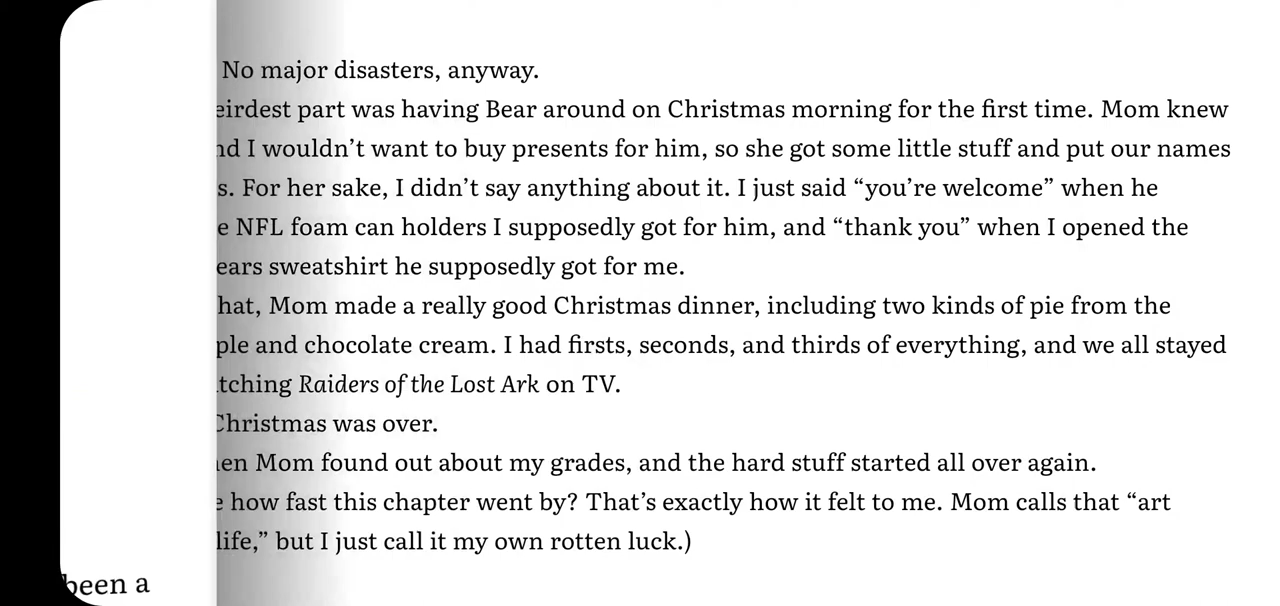 No major disasters, anyway.
eirdest part was having Bear around on Christmas morning for the first time. Mom knew
nd I wouldn’t want to buy presents for him, so she got some little stuff and put our names
s. For her sake, I didn’t say anything about it. I just said “you’re welcome” when he
e NFL foam can holders I supposedly got for him, and “thank you” when I opened the
ears sweatshirt he supposedly got for me.
hat, Mom made a really good Christmas dinner, including two kinds of pie from the
ple and chocolate cream. I had firsts, seconds, and thirds of everything, and we all stayed
tching Raiders of the Lost Ark on TV.
Christmas was over.
en Mom found out about my grades, and the hard stuff started all over again.
e how fast this chapter went by? That’s exactly how it felt to me. Mom calls that “art
life,” but I just call it my own rotten luck.)
been a